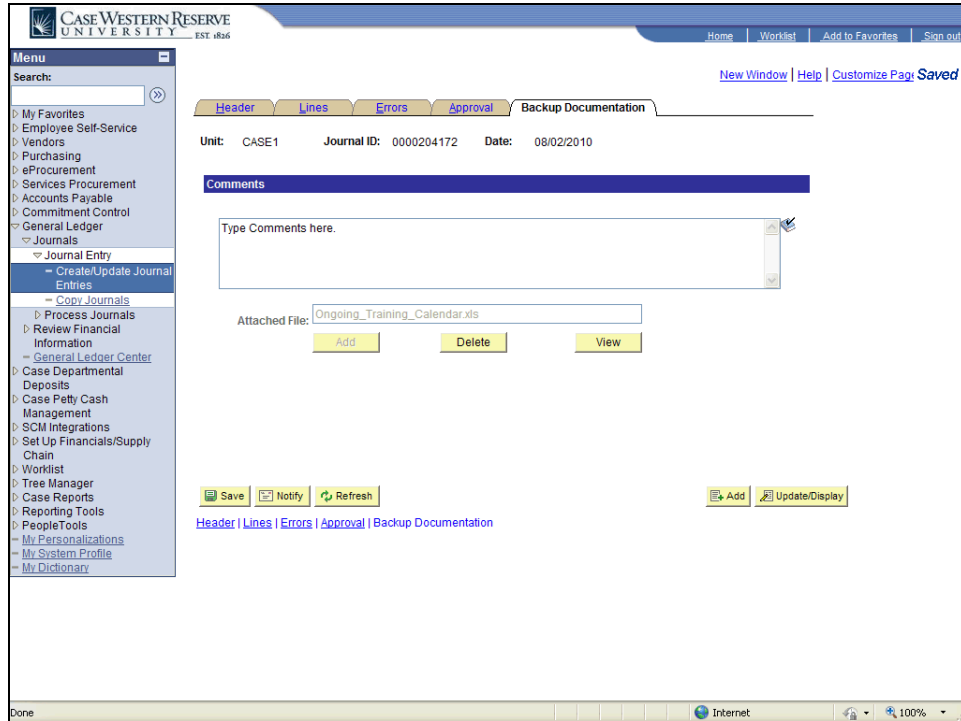 CASE WESTERN RESERVE
UNIVERSITY EST. 1826
Home Worklist Add to Favorites Sign out
Menu
Search:
My Favorites
Employee Self-Service
Vendors
Purchasing
eProcurement
Services Procurement
Accounts Payable
Commitment Control
General Ledger
Journals
Journal Entry
Create/Update Journal
Entries
Copy Journals
Process Journals
Review Financial
Information
General Ledger Center
Case Departmental
Deposits
Case Petty Cash
Management
SCM Integrations
Set Up Financials/Supply
Chain
Worklist
Tree Manager
Case Reports
Reporting Tools
PeopleTools
My Personalizations
My System Profile
My Dictionary
New Window | Help | Customize Page Saved
Header Lines Errors Approval Backup Documentation
Unit: CASE1 Journal ID: 0000204172 Date: 08/02/2010
Comments
Type Comments here.
Attached File: Ongoing_Training_Calendar.xls
Add Delete View
Save Notify Refresh Add Update/Display
Header | Lines | Errors | Approval | Backup Documentation
Done Internet 100%